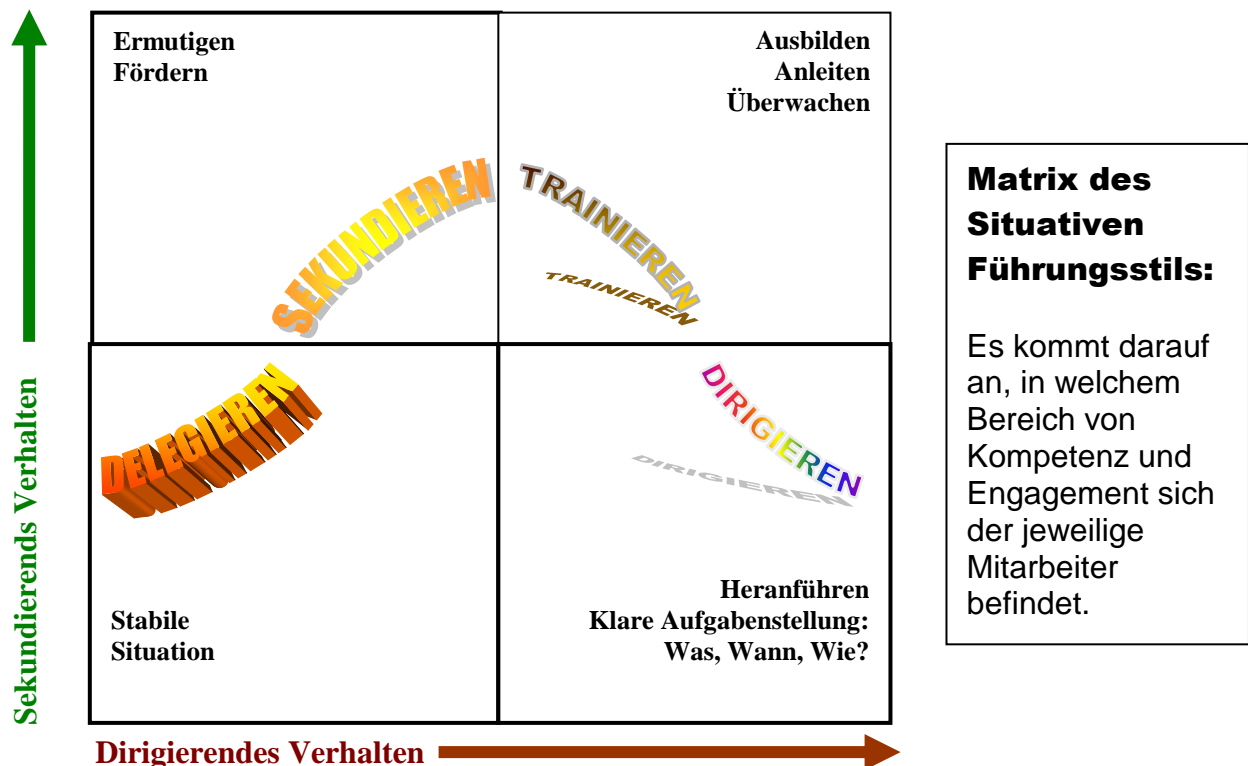 Ermutigen
Fördern
Ausbilden
Anleiten
Überwachen
SEKUNDIEREN
TRAINIEREN
TRAINIEREN
DELEGIEREN
DIRIGIEREN
DIRIGIEREN
Stabile
Situation
Heranführen
Klare Aufgabenstellung:
Was, Wann, Wie?
Sekundierends Verhalten
Dirigierendes Verhalten
Matrix des
Situativen
Führungsstils:
Es kommt darauf
an, in welchem
Bereich von
Kompetenz und
Engagement sich
der jeweilige
Mitarbeiter
befindet.